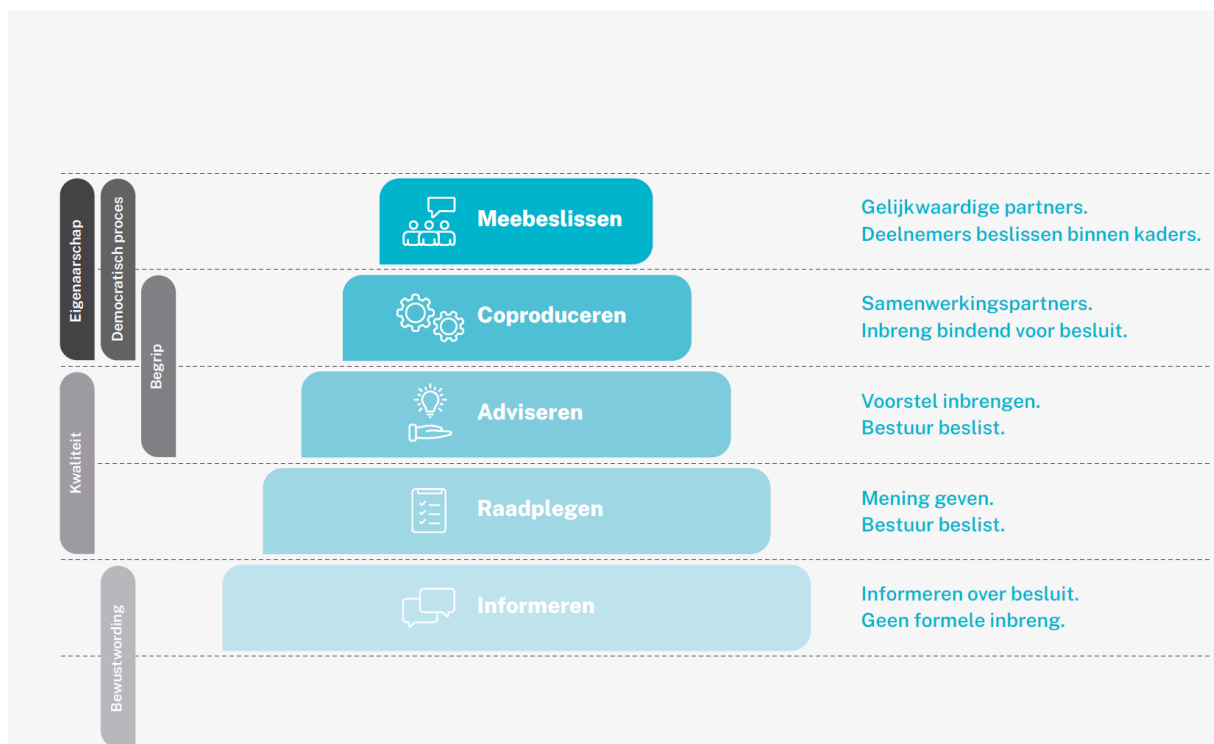 Eigenaarschap
Democratisch proces
Meebeslissen
Gelijkwaardige partners.
Deelnemers beslissen binnen kaders.
Begrip
Coproduceren
Samenwerkingspartners.
Inbreng bindend voor besluit.
Kwaliteit
Adviseren
Voorstel inbrengen.
Bestuur beslist.
Raadplegen
Mening geven.
Bestuur beslist.
Bewustwording
Informeren
Informeren over besluit.
Geen formele inbreng.